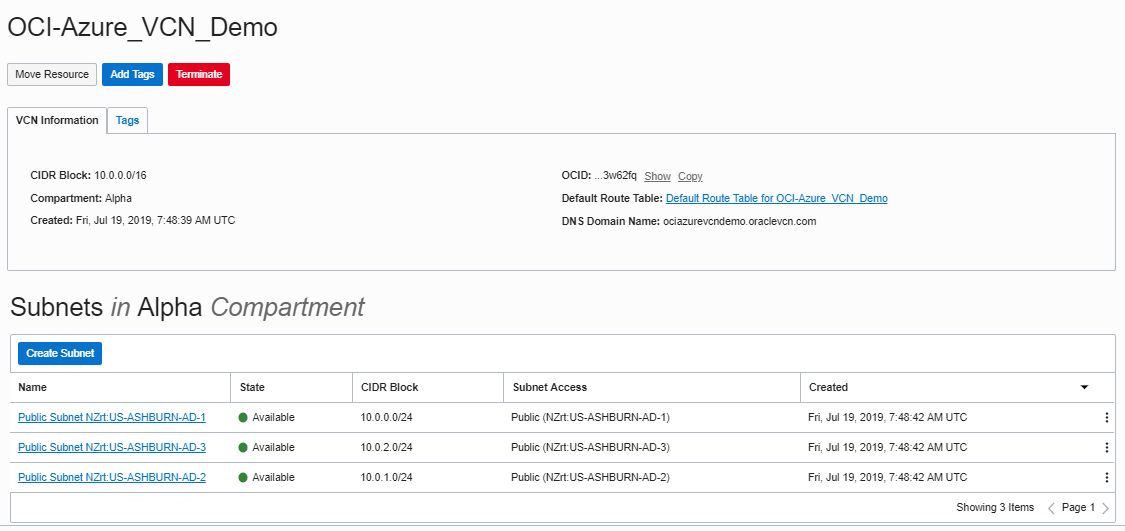 OCI-Azure_VCN_Demo
Move Resource Add Tags Terminate
VCN Information Tags
CIDR Block: 10.0.0.0/16 OCID: ...3w62fq Show Copy
Compartment: Alpha Default Route Table: Default Route Table for OCI-Azure_VCN_Demo
Created: Fri, Jul 19, 2019, 7:48:39 AM UTC DNS Domain Name: ociazurevcndemo.oraclevcn.com
Subnets in Alpha Compartment
Create Subnet
Name State CIDR Block Subnet Access Created
Public Subnet NZrt:US-ASHBURN-AD-1 Available 10.0.0.0/24 Public (NZrt:US-ASHBURN-AD-1) Fri, Jul 19, 2019, 7:48:42 AM UTC
Public Subnet NZrt:US-ASHBURN-AD-3 Available 10.0.2.0/24 Public (NZrt:US-ASHBURN-AD-3) Fri, Jul 19, 2019, 7:48:42 AM UTC
Public Subnet NZrt:US-ASHBURN-AD-2 Available 10.0.1.0/24 Public (NZrt:US-ASHBURN-AD-2) Fri, Jul 19, 2019, 7:48:42 AM UTC
Showing 3 Items Page 1